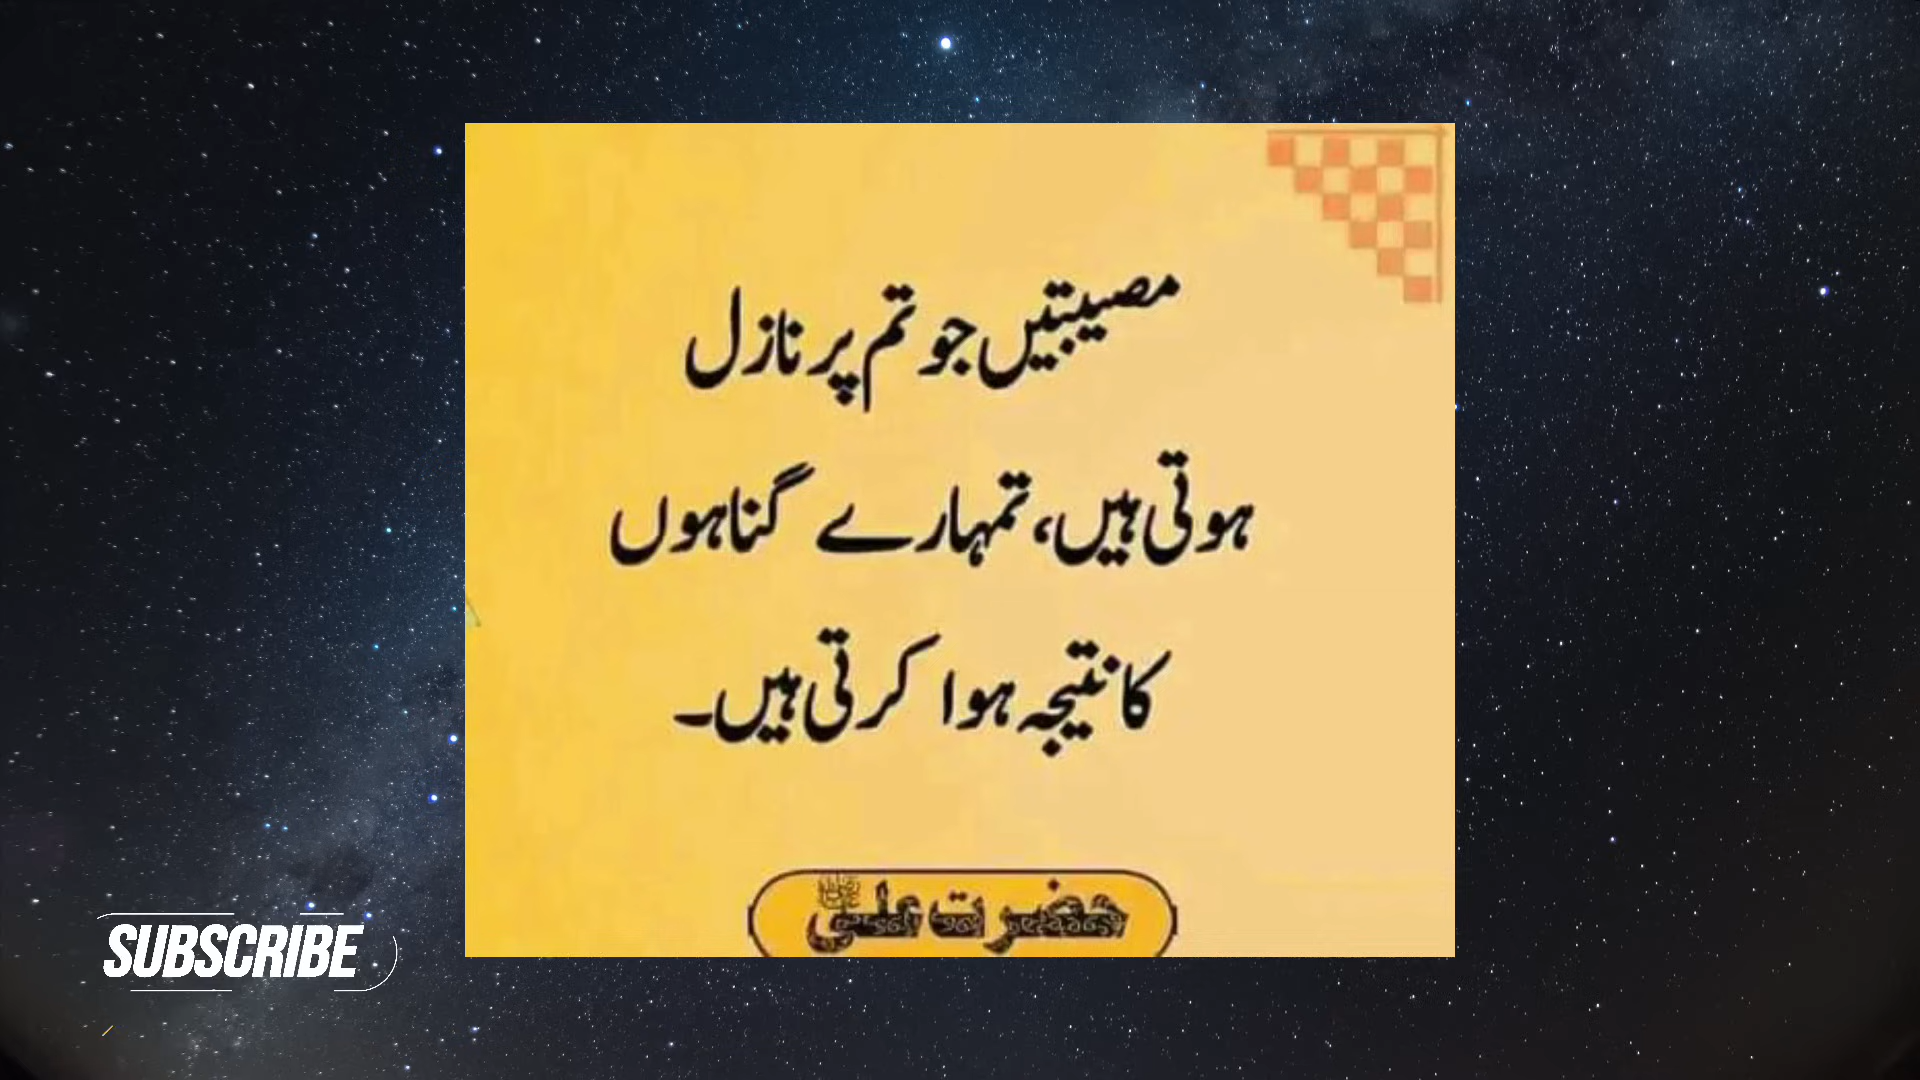 مصیبتیں جو تم پر نازل
ہوتی ہیں، تمہارے گناہوں
کا نتیجہ ہوا کرتی ہیں۔
حضرت علی
SUBSCRIBE